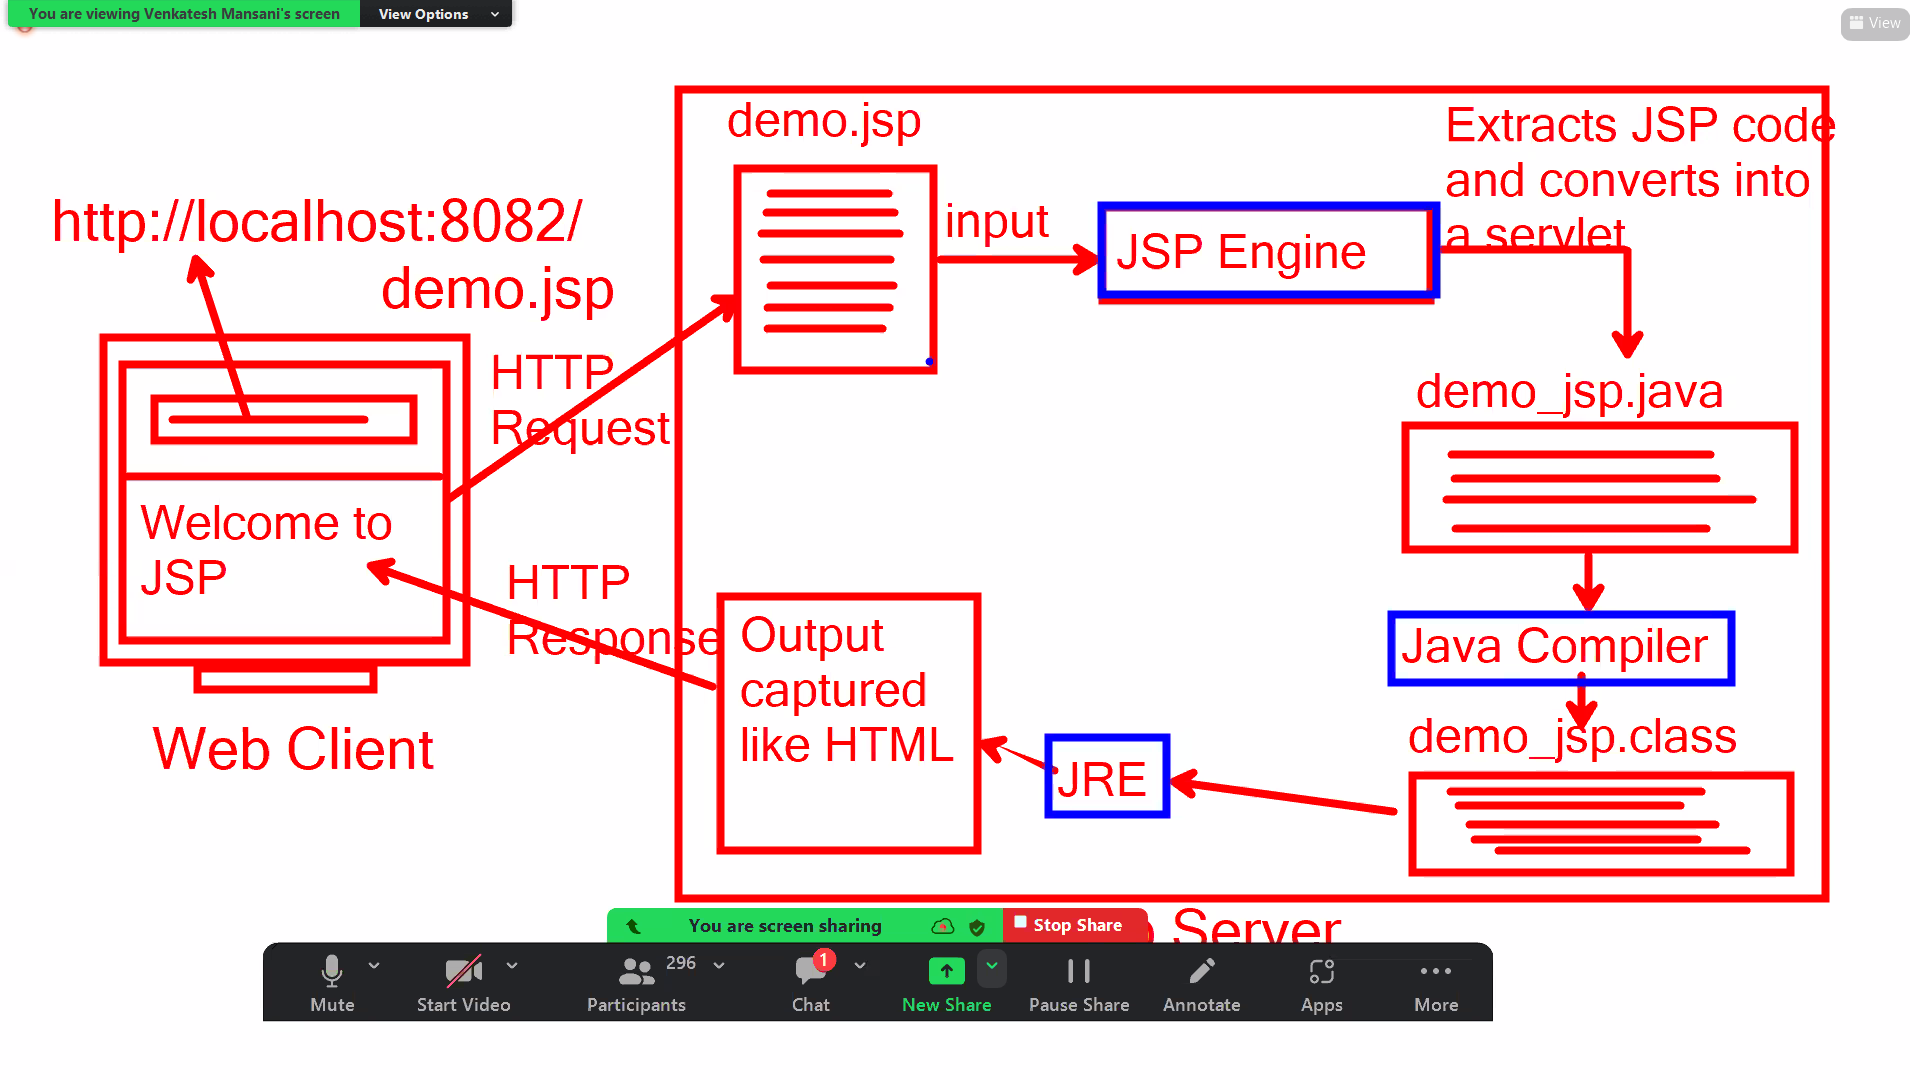 You are viewing Venkatesh Mansani's screen
View Options
View
demo.jsp
Extracts JSP code
and converts into
a servlet
http://localhost:8082/
demo.jsp
input
JSP Engine
HTTP
Request
demo_jsp.java
Welcome to
JSP
HTTP
Response
Output
captured
like HTML
Java Compiler
demo_jsp.class
JRE
Web Client
Server
You are screen sharing
Stop Share
296
1
Mute
Start Video
Participants
Chat
New Share
Pause Share
Annotate
Apps
More